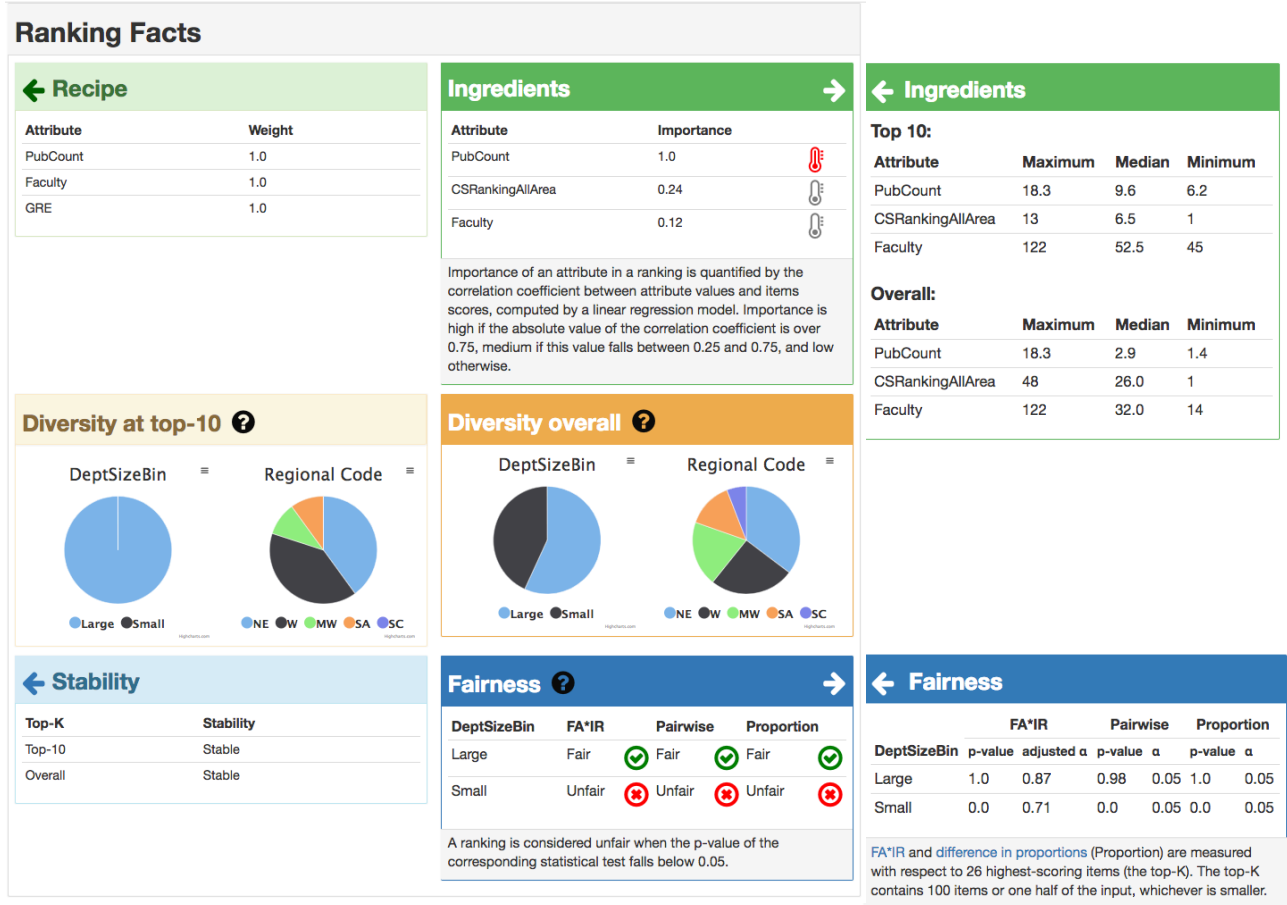 Ranking Facts
Recipe
Attribute Weight
PubCount 1.0
Faculty 1.0
GRE 1.0
Ingredients
Attribute Importance
PubCount 1.0
CSRankingAllArea 0.24
Faculty 0.12
Importance of an attribute in a ranking is quantified by the
correlation coefficient between attribute values and items
scores, computed by a linear regression model. Importance is
high if the absolute value of the correlation coefficient is over
0.75, medium if this value falls between 0.25 and 0.75, and low
otherwise.
Ingredients
Top 10:
Attribute Maximum Median Minimum
PubCount 18.3 9.6 6.2
CSRankingAllArea 13 6.5 1
Faculty 122 52.5 45
Overall:
Attribute Maximum Median Minimum
PubCount 18.3 2.9 1.4
CSRankingAllArea 48 26.0 1
Faculty 122 32.0 14
Diversity at top-10 ?
DeptSizeBin Regional Code
Large Small NE W MW SA SC
Highcharts.com Highcharts.com
Diversity overall ?
DeptSizeBin Regional Code
Large Small NE W MW SA SC
Highcharts.com Highcharts.com
Stability
Top-K Stability
Top-10 Stable
Overall Stable
Fairness ?
DeptSizeBin FA*IR Pairwise Proportion
Large Fair Fair Fair
Small Unfair Unfair Unfair
A ranking is considered unfair when the p-value of the
corresponding statistical test falls below 0.05.
Fairness
FA*IR Pairwise Proportion
DeptSizeBin p-value adjusted α p-value α p-value α
Large 1.0 0.87 0.98 0.05 1.0 0.05
Small 0.0 0.71 0.0 0.05 0.0 0.05
FA*IR and difference in proportions (Proportion) are measured
with respect to 26 highest-scoring items (the top-K). The top-K
contains 100 items or one half of the input, whichever is smaller.